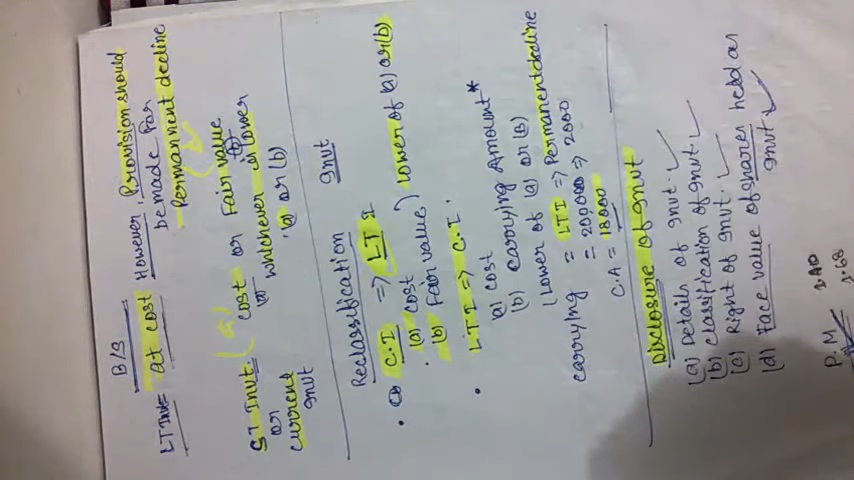 B/S
LT Invt = at cost However, Provision should
be made for
Permanent decline
ST Invt. cost or Fair value
or (a) (b)
current whichever is lower
Invt (a) or (b)
Reclassification Invt
• C.I => LTI
(a) cost
(b) Fair value ) lower of (a) or (b)
• LTI => C.I.
(a) cost
(b) carrying Amount *
(lower of (a) or (b)
carrying = LTI => Permanent decline
= 20000 => 2000
C.A = 18000
Disclosure of Invt
(a) Details of Invt.
(b) classification of Invt.
(c) Right of Invt.
(d) Face value of shares held as
Invt.
P.M